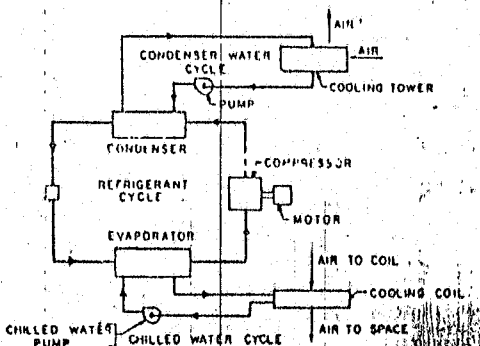 AIR
AIR
CONDENSER WATER
CYCLE
COOLING TOWER
PUMP
CONDENSER
COMPRESSOR
REFRIGERANT
CYCLE
MOTOR
EVAPORATOR
AIR TO COIL
COOLING COIL
CHILLED WATER
PUMP
CHILLED WATER CYCLE
AIR TO SPACE